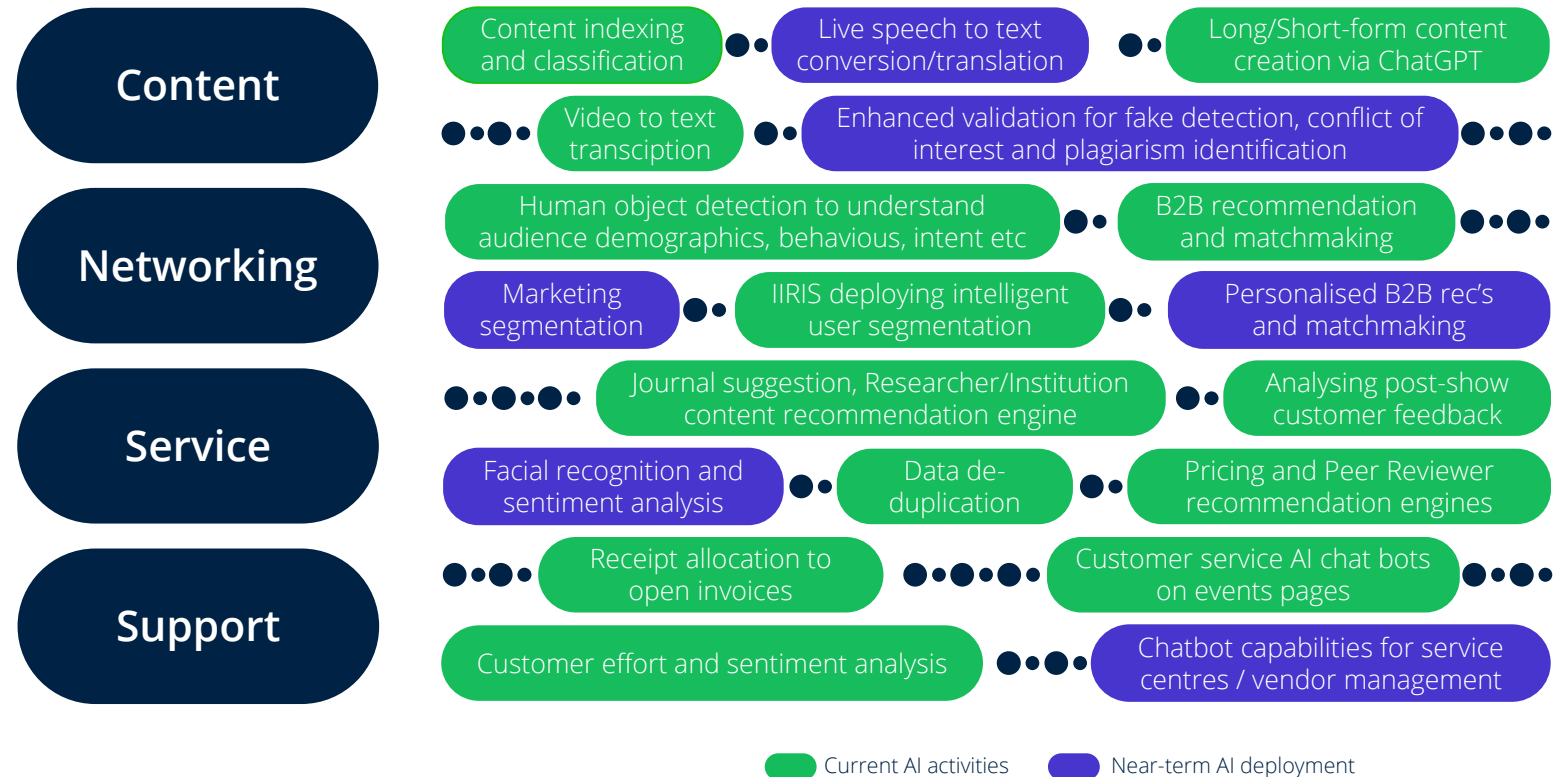 Content
Content indexing
and classification
Live speech to text
conversion/translation
Long/Short-form content
creation via ChatGPT
Video to text
transciption
Enhanced validation for fake detection, conflict of
interest and plagiarism identification
Networking
Human object detection to understand
audience demographics, behavious, intent etc
B2B recommendation
and matchmaking
Marketing
segmentation
IIRIS deploying intelligent
user segmentation
Personalised B2B rec’s
and matchmaking
Service
Journal suggestion, Researcher/Institution
content recommendation engine
Analysing post-show
customer feedback
Facial recognition and
sentiment analysis
Data de-
duplication
Pricing and Peer Reviewer
recommendation engines
Support
Receipt allocation to
open invoices
Customer service AI chat bots
on events pages
Customer effort and sentiment analysis
Chatbot capabilities for service
centres / vendor management
Current AI activities
Near-term AI deployment